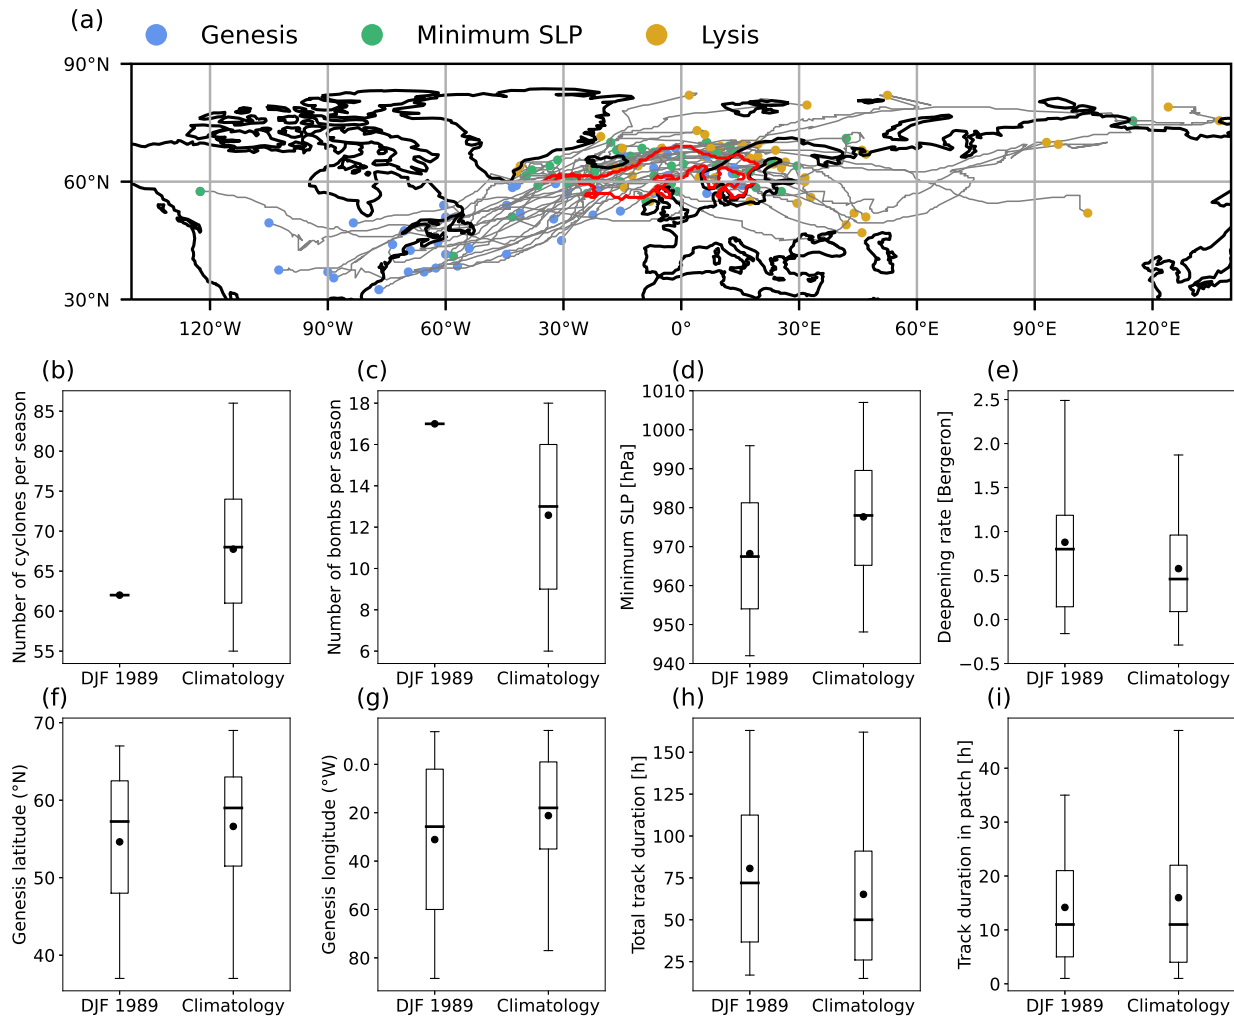 (a)
Genesis Minimum SLP Lysis
90°N
60°N
30°N
120°W 90°W 60°W 30°W 0° 30°E 60°E 90°E 120°E
(b) (c) (d) (e)
Number of cyclones per season
85
80
75
70
65
60
55
DJF 1989 Climatology
Number of bombs per season
18
16
14
12
10
8
6
DJF 1989 Climatology
Minimum SLP [hPa]
1010
1000
990
980
970
960
950
940
DJF 1989 Climatology
Deepening rate [Bergeron]
2.5
2.0
1.5
1.0
0.5
0.0
−0.5
DJF 1989 Climatology
(f) (g) (h) (i)
Genesis latitude (°N)
70
60
50
40
DJF 1989 Climatology
Genesis longitude (°W)
0.0
20
40
60
80
DJF 1989 Climatology
Total track duration [h]
150
125
100
75
50
25
DJF 1989 Climatology
Track duration in patch [h]
40
30
20
10
0
DJF 1989 Climatology